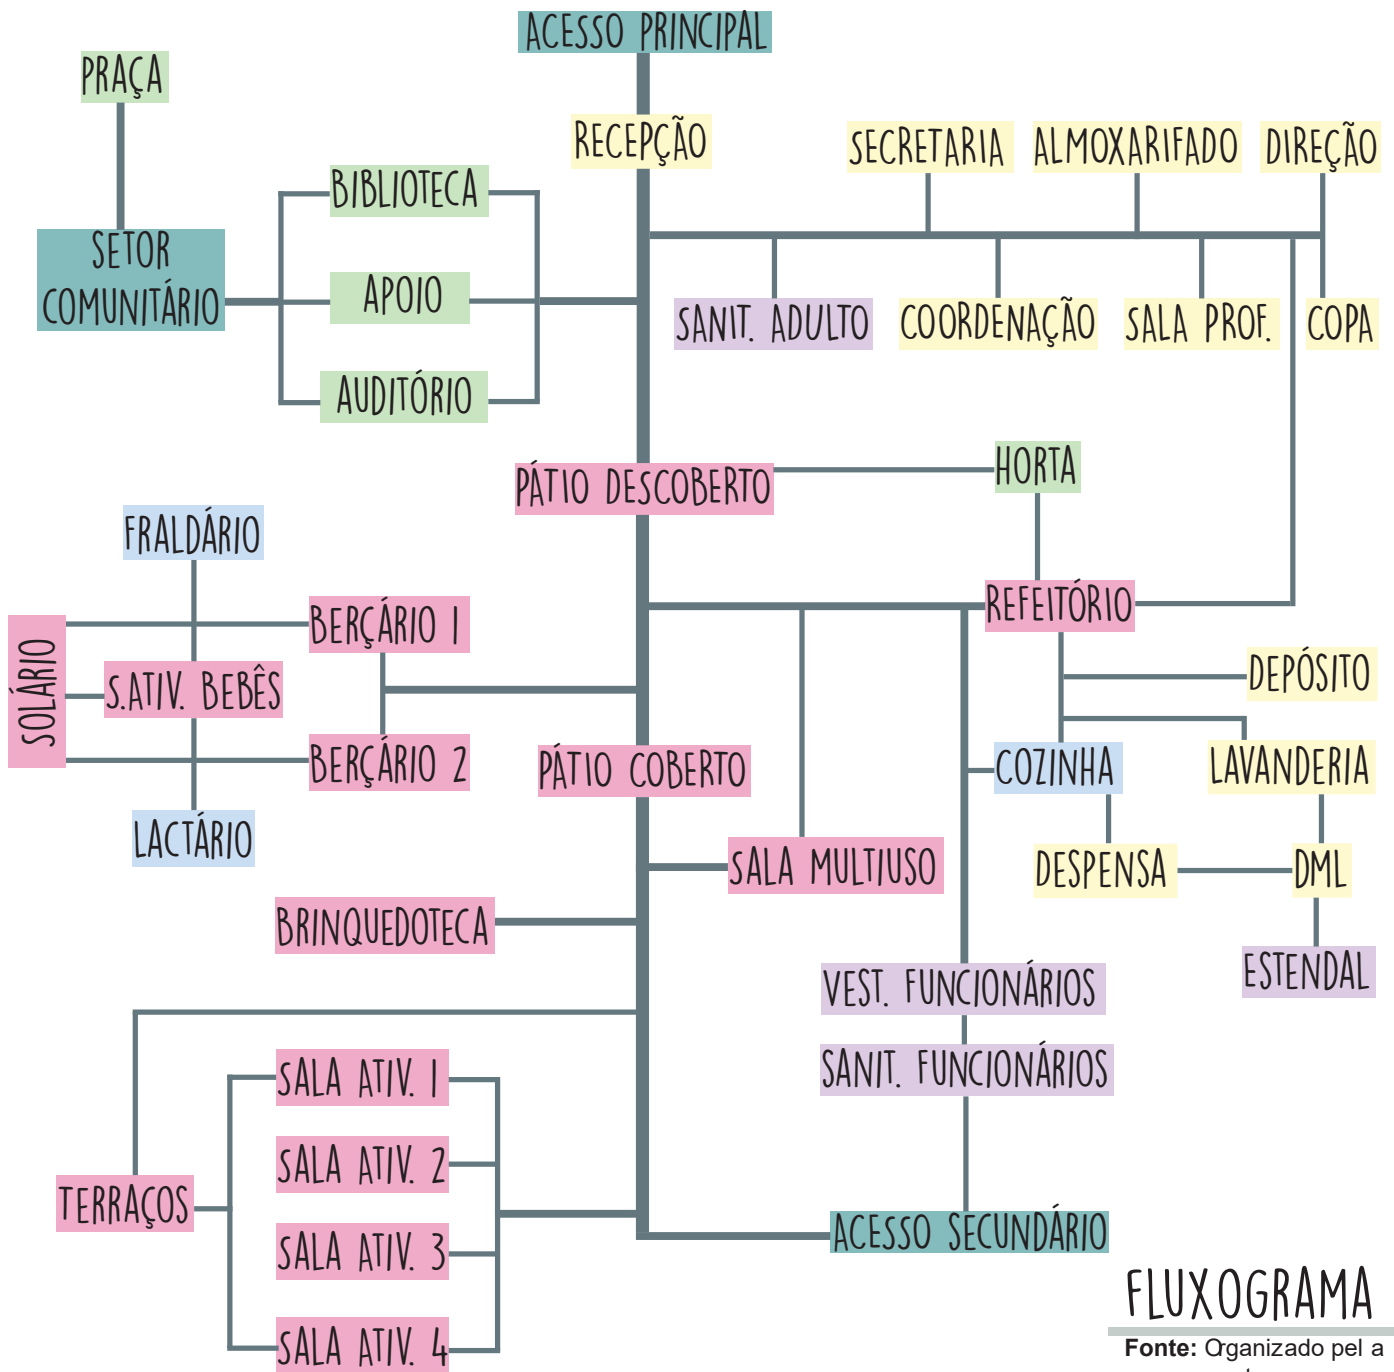 ACESSO PRINCIPAL
PRAÇA
RECEPÇÃO
SECRETARIA
ALMOXARIFADO
DIREÇÃO
BIBLIOTECA
SETOR
COMUNITÁRIO
APOIO
SANIT. ADULTO
COORDENAÇÃO
SALA PROF.
COPA
AUDITÓRIO
PÁTIO DESCOBERTO
HORTA
FRALDÁRIO
BERÇÁRIO 1
REFEITÓRIO
SOLÁRIO
S.ATIV. BEBÊS
DEPÓSITO
BERÇÁRIO 2
PÁTIO COBERTO
COZINHA
LAVANDERIA
LACTÁRIO
SALA MULTIUSO
DESPENSA
DML
BRINQUEDOTECA
VEST. FUNCIONÁRIOS
ESTENDAL
SALA ATIV. 1
SANIT. FUNCIONÁRIOS
SALA ATIV. 2
TERRAÇOS
SALA ATIV. 3
ACESSO SECUNDÁRIO
SALA ATIV. 4
FLUXOGRAMA
Fonte: Organizado pel a